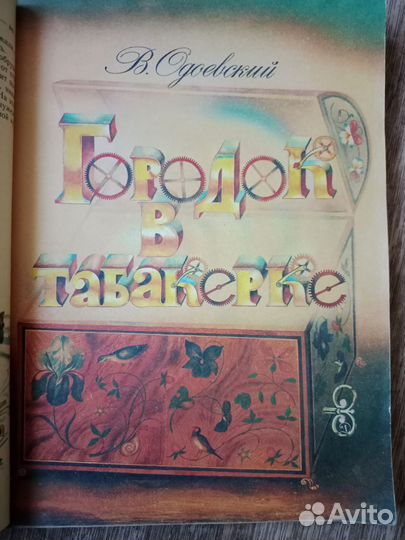 В. Одоевский
Городок
в
табакерке
Avito